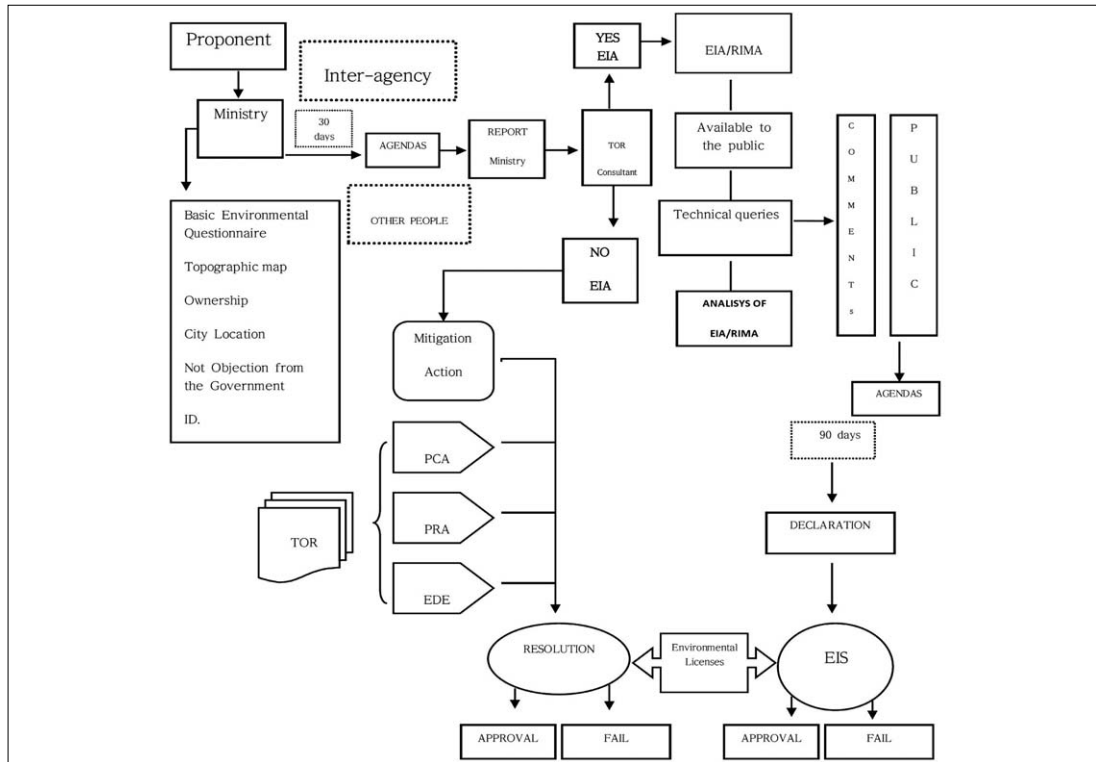 Proponent
Inter-agency
Ministry
30
days
AGENDAS
REPORT
Ministry
TOR
Consultant
YES
EIA
EIA/RIMA
Available to
the public
Technical queries
ANALISYS OF
EIA/RIMA
C
O
M
M
E
N
T
s
P
U
B
L
I
C
AGENDAS
90 days
DECLARATION
EIS
APPROVAL
FAIL
NO
EIA
OTHER PEOPLE
Basic Environmental
Questionnaire
Topographic map
Ownership
City Location
Not Objection from
the Government
ID.
Mitigation
Action
PCA
PRA
EDE
TOR
RESOLUTION
Environmental
Licenses
APPROVAL
FAIL